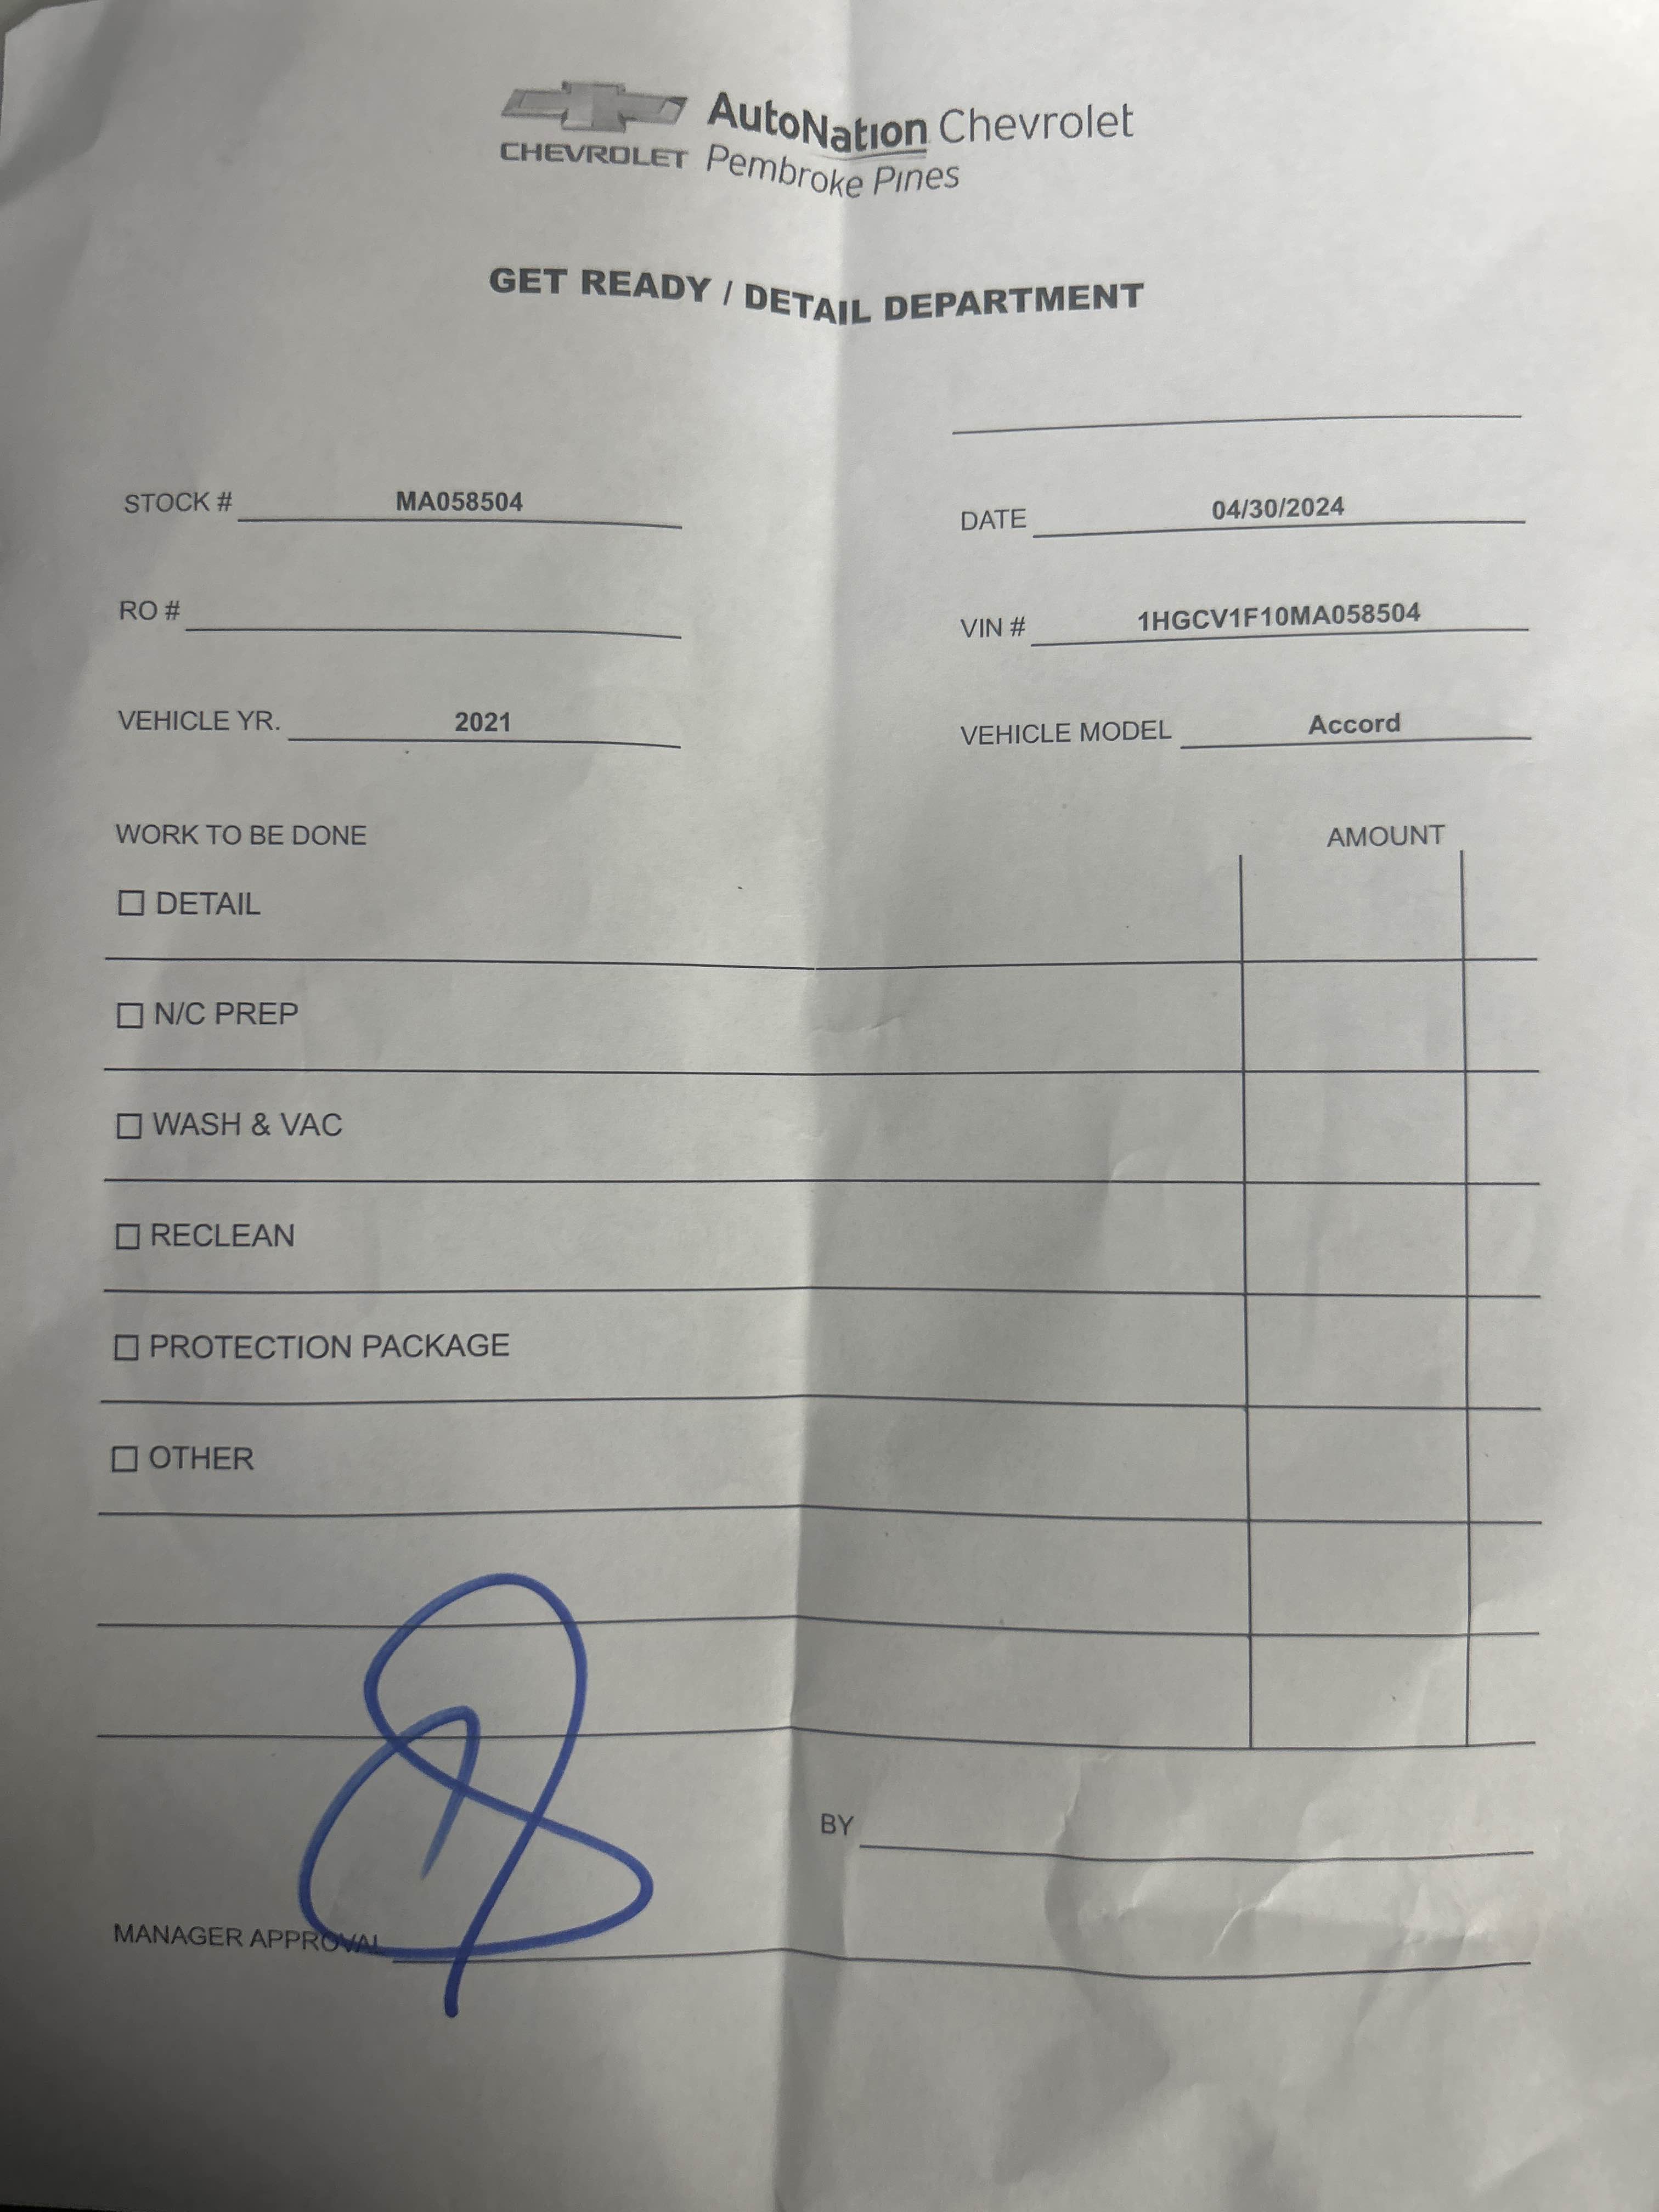 AutoNation Chevrolet
CHEVROLET Pembroke Pines
GET READY / DETAIL DEPARTMENT
STOCK # MA058504
DATE 04/30/2024
RO #
VIN # 1HGCV1F10MA058504
VEHICLE YR. 2021
VEHICLE MODEL Accord
WORK TO BE DONE
AMOUNT
DETAIL
N/C PREP
WASH & VAC
RECLEAN
PROTECTION PACKAGE
OTHER
BY
MANAGER APPROVAL